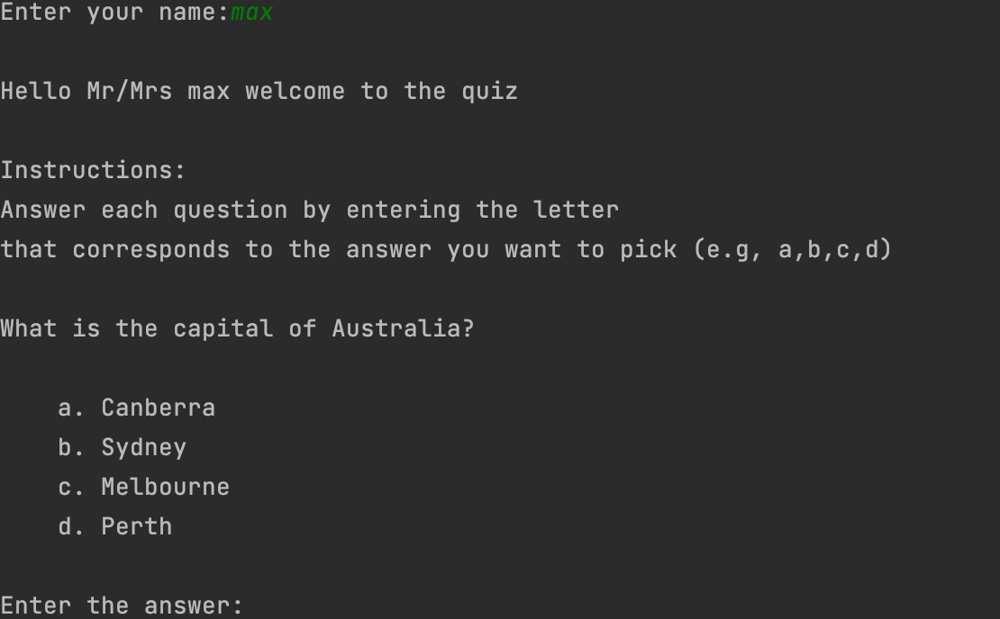 Enter your name:max
Hello Mr/Mrs max welcome to the quiz
Instructions:
Answer each question by entering the letter
that corresponds to the answer you want to pick (e.g, a,b,c,d)
What is the capital of Australia?
a. Canberra
b. Sydney
c. Melbourne
d. Perth
Enter the answer: